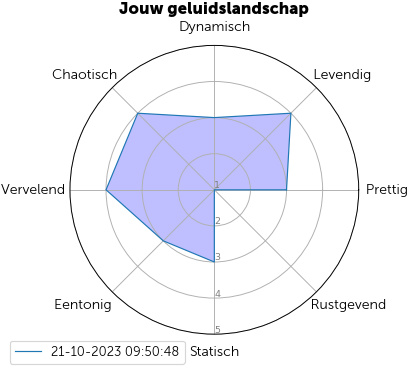 Jouw geluidslandschap
Dynamisch
Chaotisch
Levendig
Vervelend
1
Prettig
2
3
Eentonig
4
Rustgevend
5
21-10-2023 09:50:48
Statisch